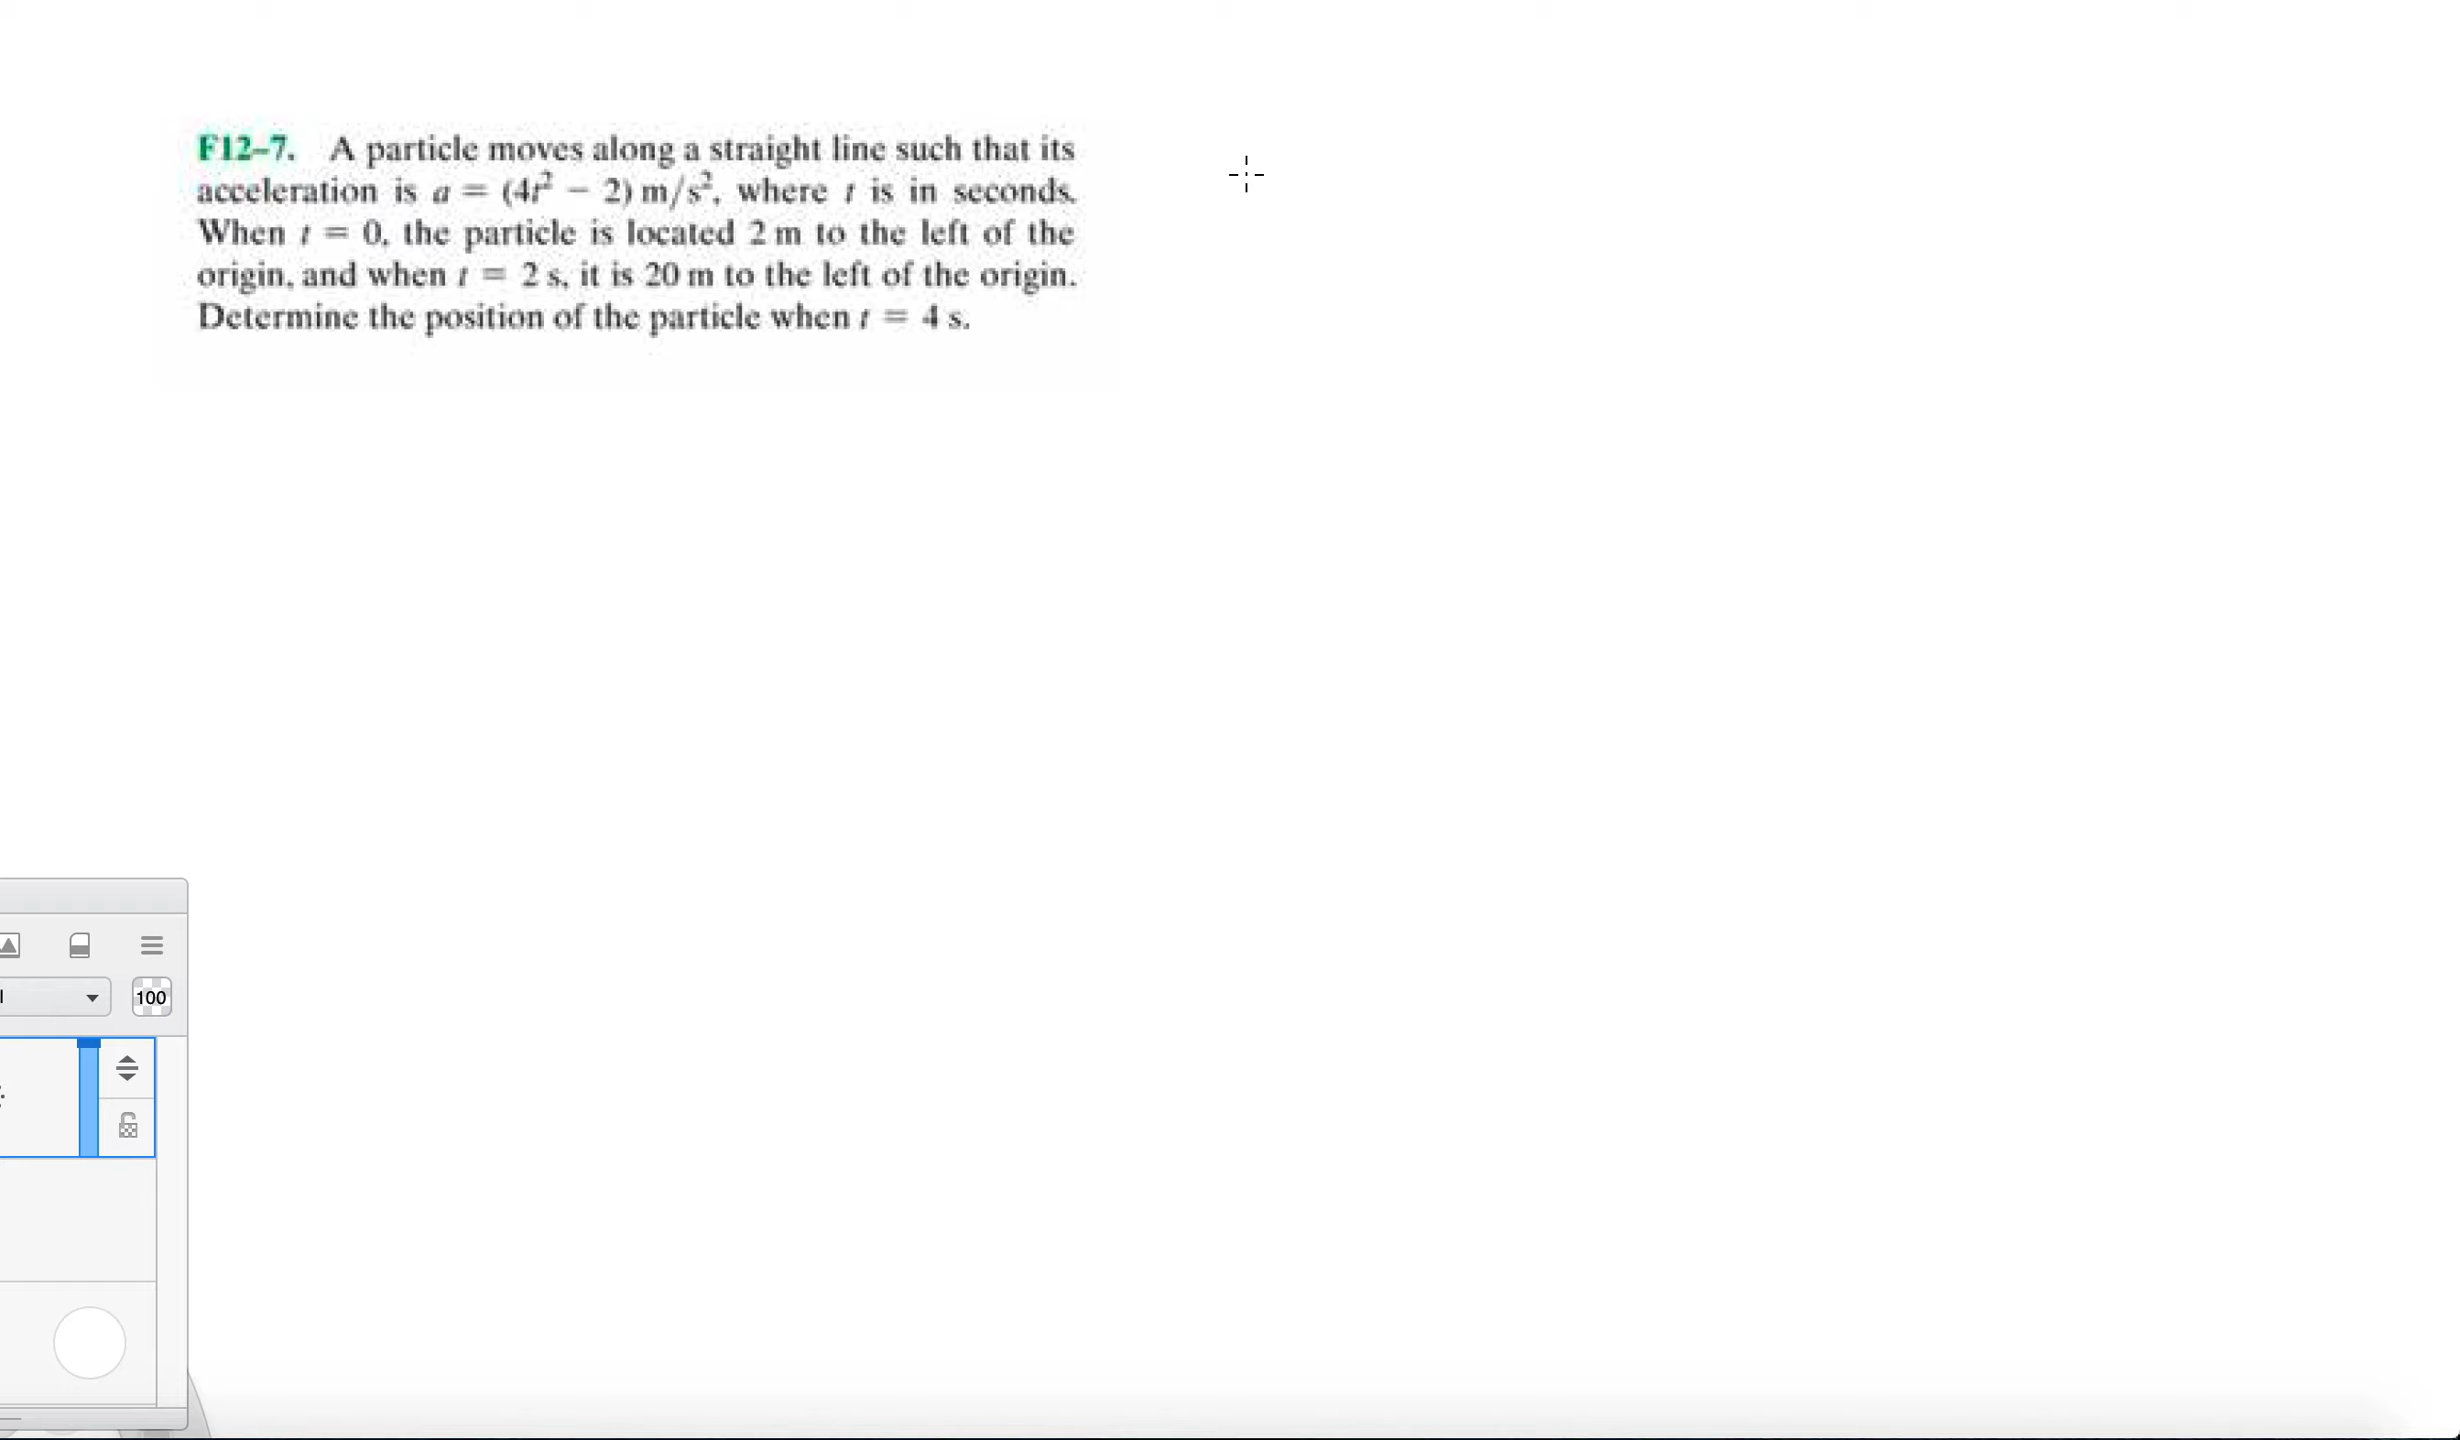 F12–7. A particle moves along a straight line such that its
acceleration is a = (4t² − 2) m/s², where t is in seconds.
When t = 0, the particle is located 2 m to the left of the
origin, and when t = 2 s, it is 20 m to the left of the origin.
Determine the position of the particle when t = 4 s.
100